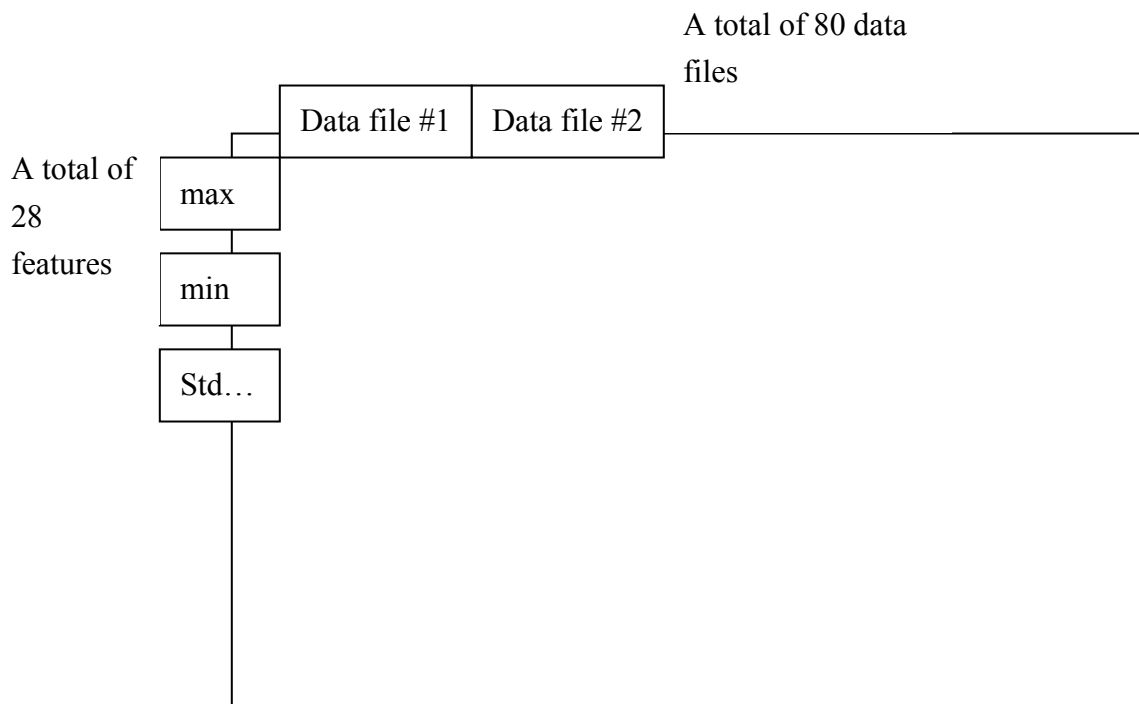 A total of 80 data
files
Data file #1
Data file #2
A total of
28
features
max
min
Std…